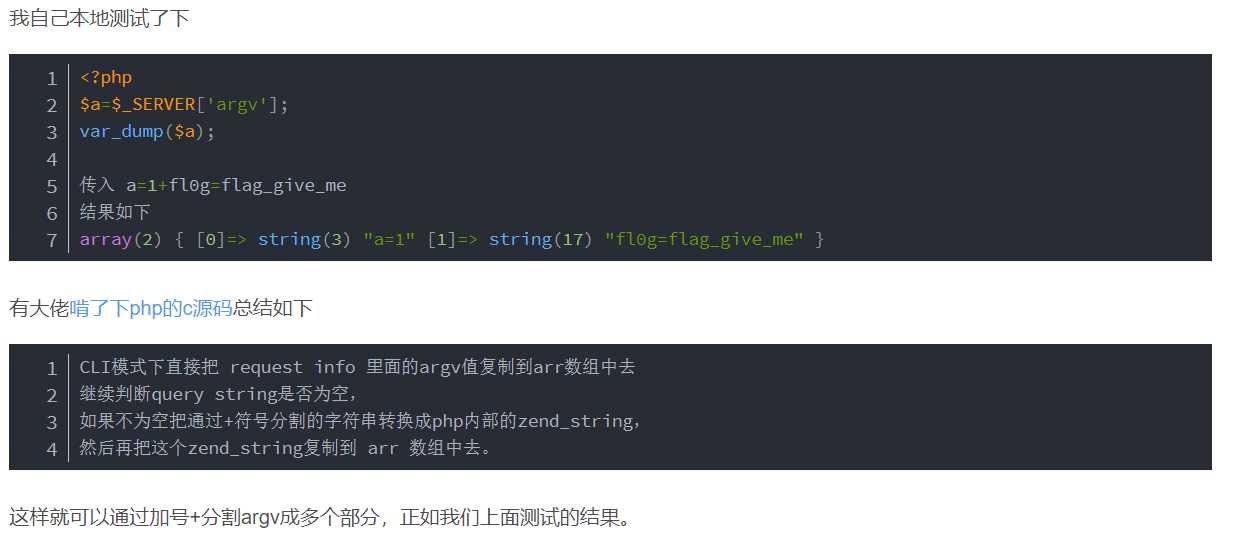 我自己本地测试了下
1 <?php
2 $a=$_SERVER['argv'];
3 var_dump($a);
4
5 传入 a=1+fl0g=flag_give_me
6 结果如下
7 array(2) { [0]=> string(3) "a=1" [1]=> string(17) "fl0g=flag_give_me" }
有大佬啃了下php的c源码总结如下
1 CLI模式下直接把 request info 里面的argv值复制到arr数组中去
2 继续判断query string是否为空，
3 如果不为空把通过+符号分割的字符串转换成php内部的zend_string，
4 然后再把这个zend_string复制到 arr 数组中去。
这样就可以通过加号+分割argv成多个部分，正如我们上面测试的结果。